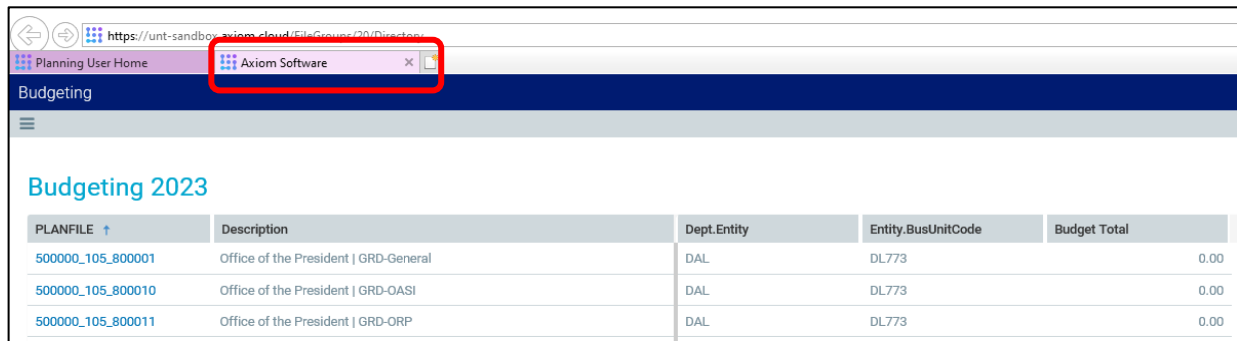 https://unt-sandbox.axiom.cloud/FileGroups/20/Directory
Planning User Home Axiom Software
Budgeting
Budgeting 2023
PLANFILE ↑ Description Dept.Entity Entity.BusUnitCode Budget Total
500000_105_800001 Office of the President | GRD-General DAL DL773 0.00
500000_105_800010 Office of the President | GRD-OASI DAL DL773 0.00
500000_105_800011 Office of the President | GRD-ORP DAL DL773 0.00